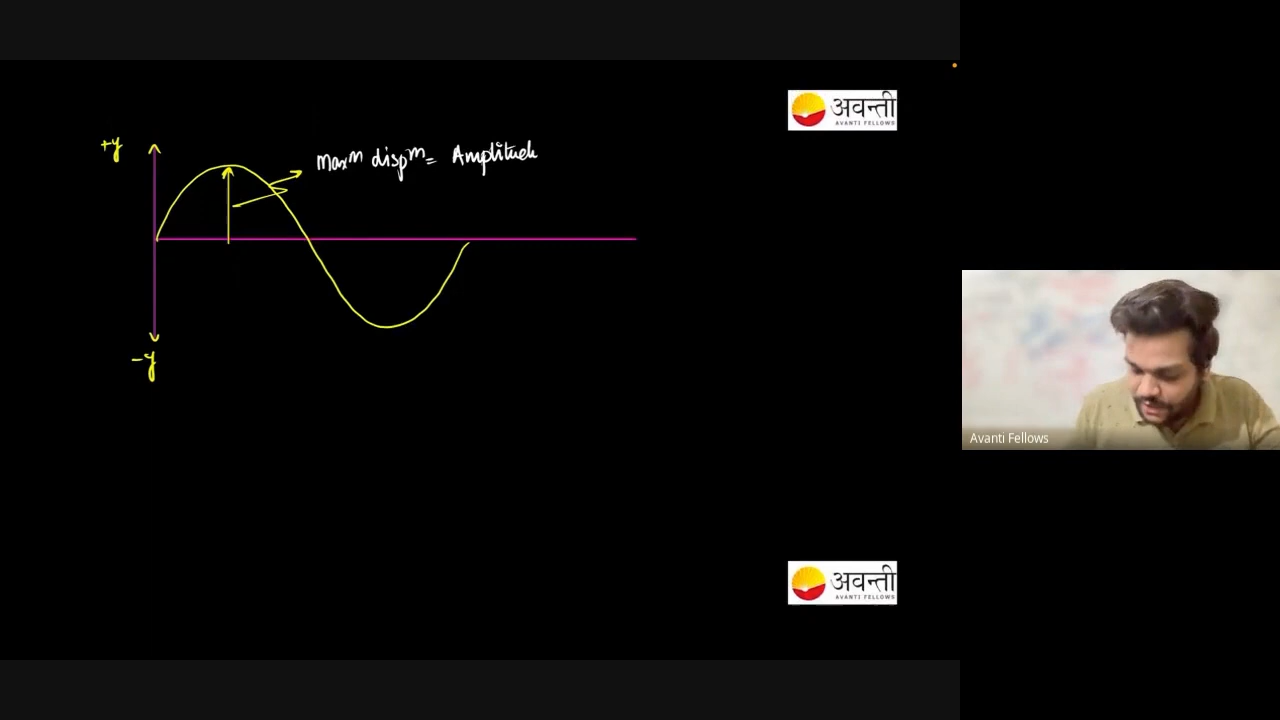 अवन्ती
AVANTI FELLOWS
+y
Maxᵐ dispᵐ = Amplitude
-y
Avanti Fellows
अवन्ती
AVANTI FELLOWS